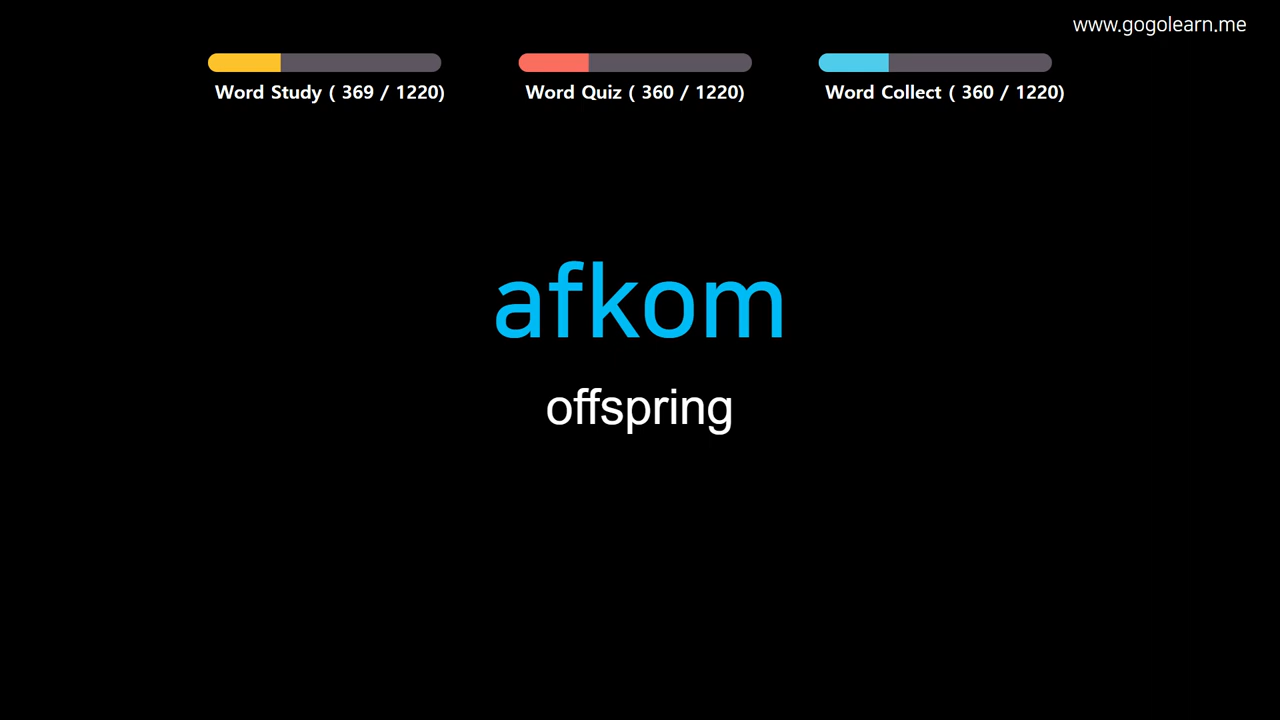 www.gogolearn.me
Word Study ( 369 / 1220)
Word Quiz ( 360 / 1220)
Word Collect ( 360 / 1220)
afkom
offspring